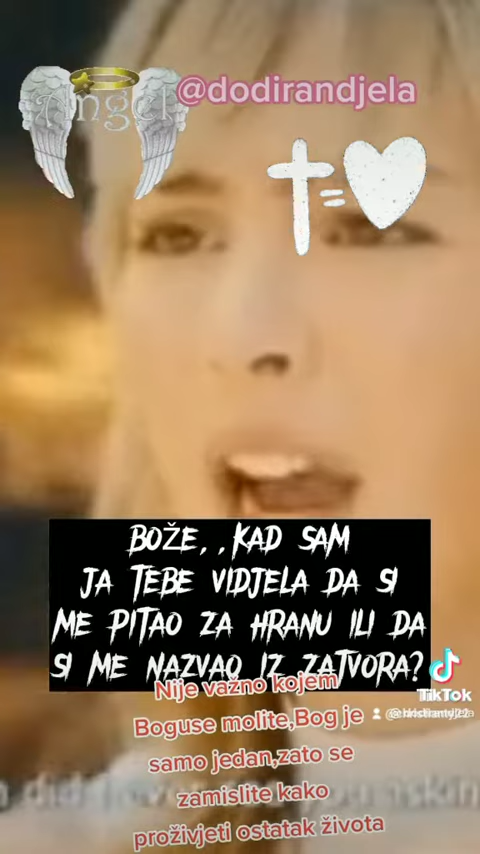 Angel
@dodirandjela
=
BOŽE,,KAD SAM
JA TEBE VIDJELA DA SI
ME PITAO ZA HRANU ILI DA
SI ME NAZVAO IZ ZATVORA?
Nije važno kojem
Boguse molite,Bog je
samo jedan,zato se
zamislite kako
proživjeti ostatak života
TikTok
did